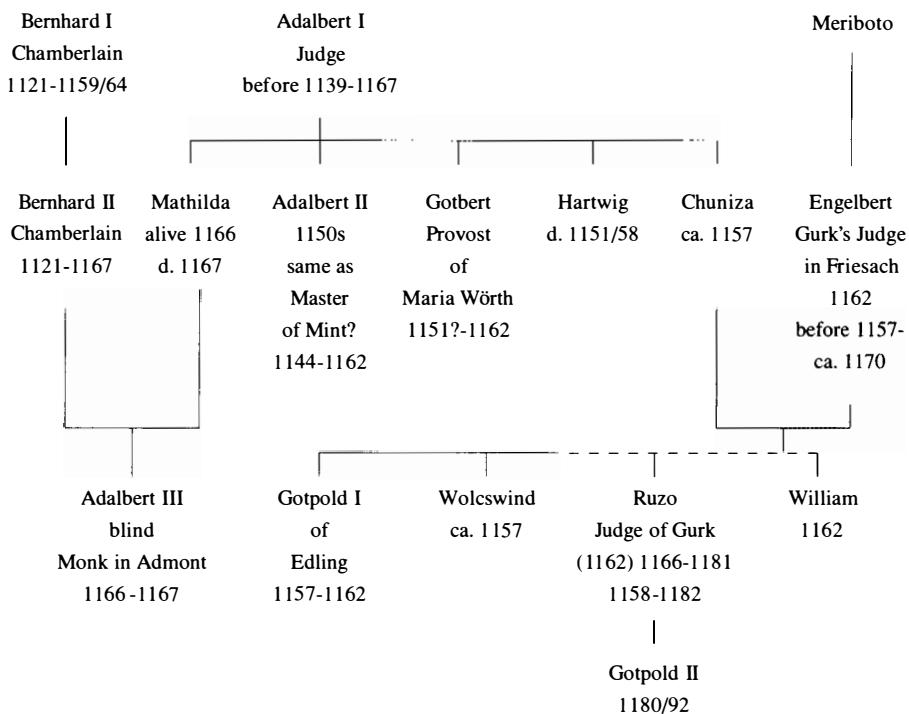 Bernhard I
Chamberlain
1121-1159/64
Adalbert I
Judge
before 1139-1167
Meriboto
Bernhard II
Chamberlain
1121-1167
Mathilda
alive 1166
d. 1167
Adalbert II
1150s
same as
Master
of Mint?
1144-1162
Gotbert
Provost
of
Maria Wörth
1151?-1162
Hartwig
d. 1151/58
Chuniza
ca. 1157
Engelbert
Gurk's Judge
in Friesach
1162
before 1157-
ca. 1170
Adalbert III
blind
Monk in Admont
1166-1167
Gotpold I
of
Edling
1157-1162
Wolcswind
ca. 1157
Ruzo
Judge of Gurk
(1162) 1166-1181
1158-1182
William
1162
Gotpold II
1180/92